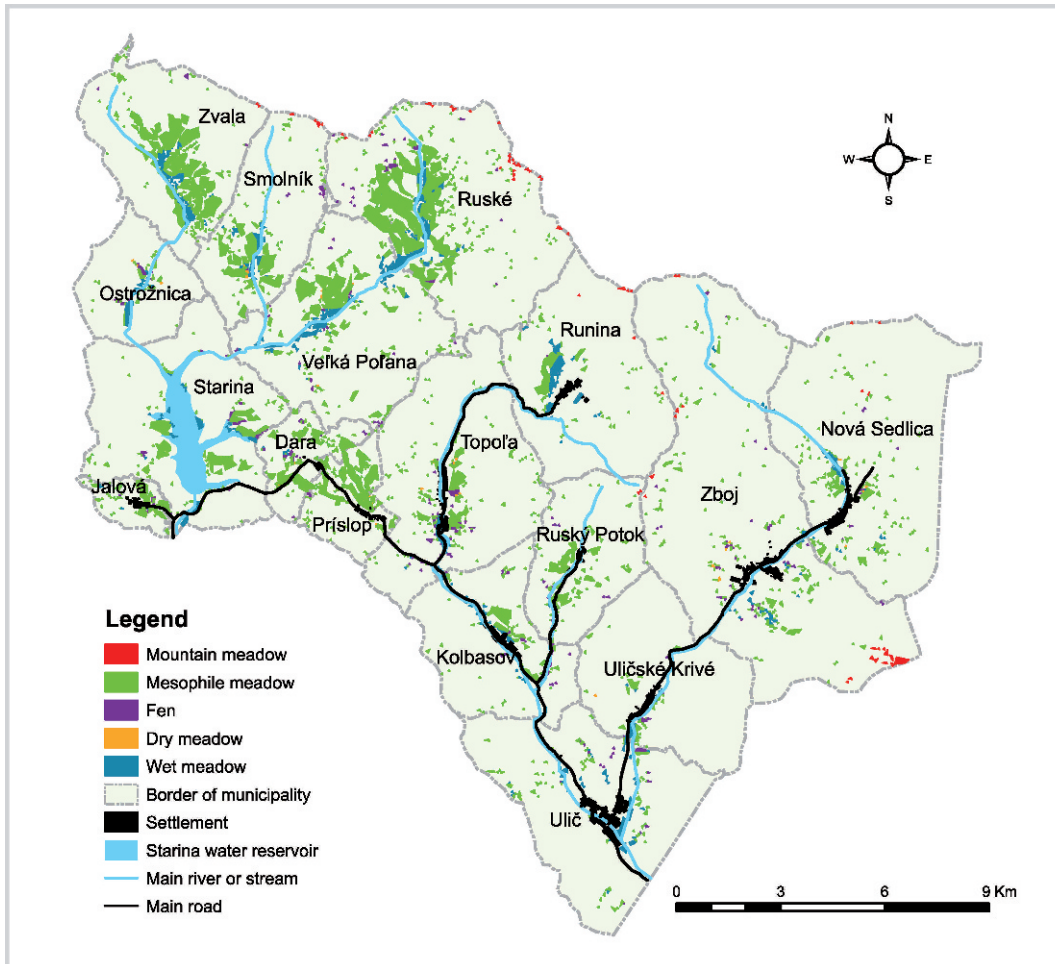 N
W E
S
Zvala
Smolník
Ruské
Ostrožnica
Runina
Veľká Poľana
Starina
Nová Sedlica
Topoľa
Dara
Zboj
Jalová
Príslop
Ruský Potok
Kolbasov
Uličské Krivé
Ulič
Legend
Mountain meadow
Mesophile meadow
Fen
Dry meadow
Wet meadow
Border of municipality
Settlement
Starina water reservoir
Main river or stream
Main road
0 3 6 9 Km